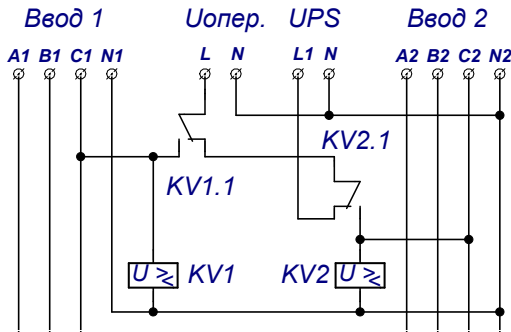 Ввод 1 Uопер. UPS Ввод 2
A1 B1 C1 N1 L N L1 N A2 B2 C2 N2
KV2.1
KV1.1
U KV1 KV2 U